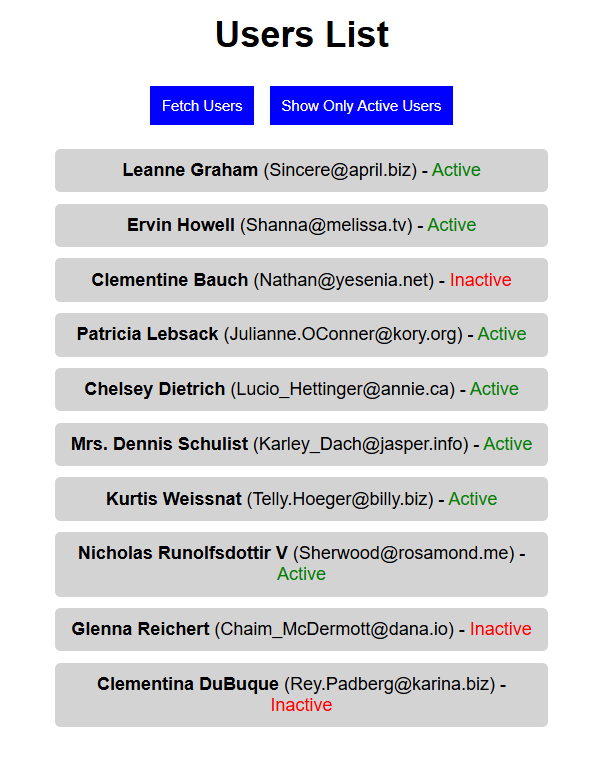 Users List
Fetch Users
Show Only Active Users
Leanne Graham (Sincere@april.biz) - Active
Ervin Howell (Shanna@melissa.tv) - Active
Clementine Bauch (Nathan@yesenia.net) - Inactive
Patricia Lebsack (Julianne.OConner@kory.org) - Active
Chelsey Dietrich (Lucio_Hettinger@annie.ca) - Active
Mrs. Dennis Schulist (Karley_Dach@jasper.info) - Active
Kurtis Weissnat (Telly.Hoeger@billy.biz) - Active
Nicholas Runolfsdottir V (Sherwood@rosamond.me) -
Active
Glenna Reichert (Chaim_McDermott@dana.io) - Inactive
Clementina DuBuque (Rey.Padberg@karina.biz) -
Inactive